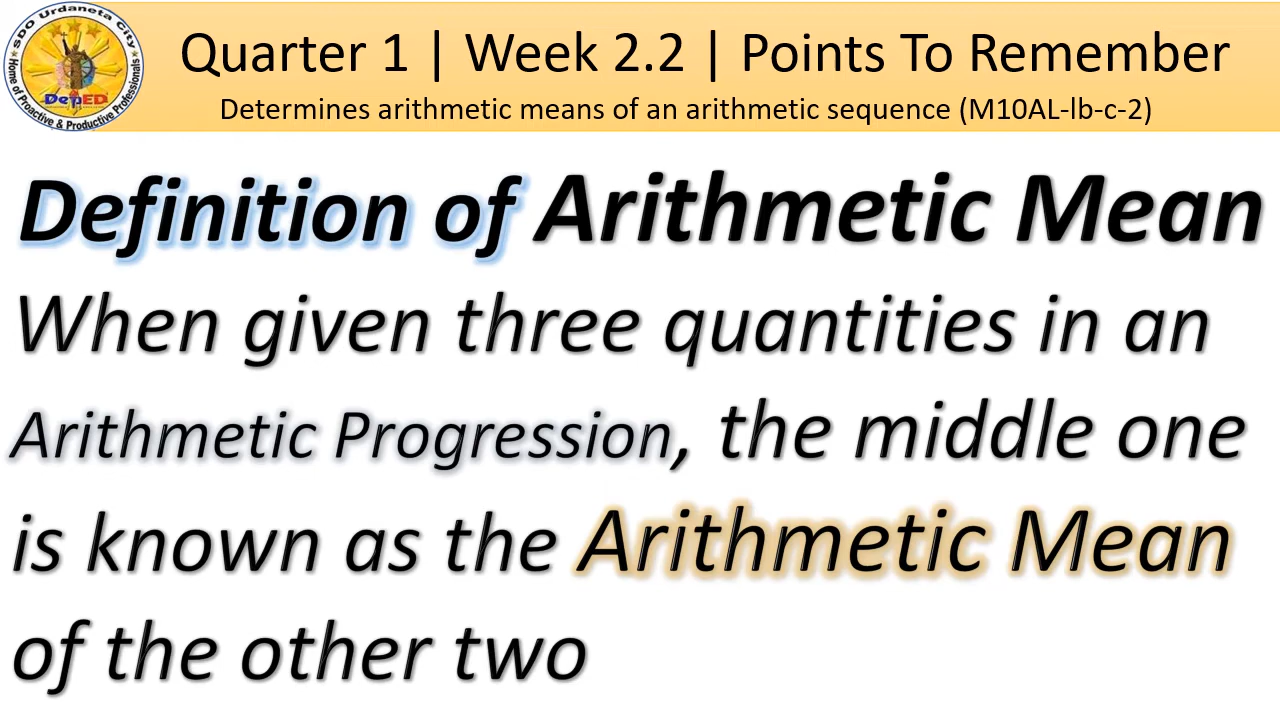 SDO Urdaneta City
Home of Proactive & Productive Professionals
DepED
Quarter 1 | Week 2.2 | Points To Remember
Determines arithmetic means of an arithmetic sequence (M10AL-lb-c-2)
Definition of Arithmetic Mean
When given three quantities in an
Arithmetic Progression, the middle one
is known as the Arithmetic Mean
of the other two